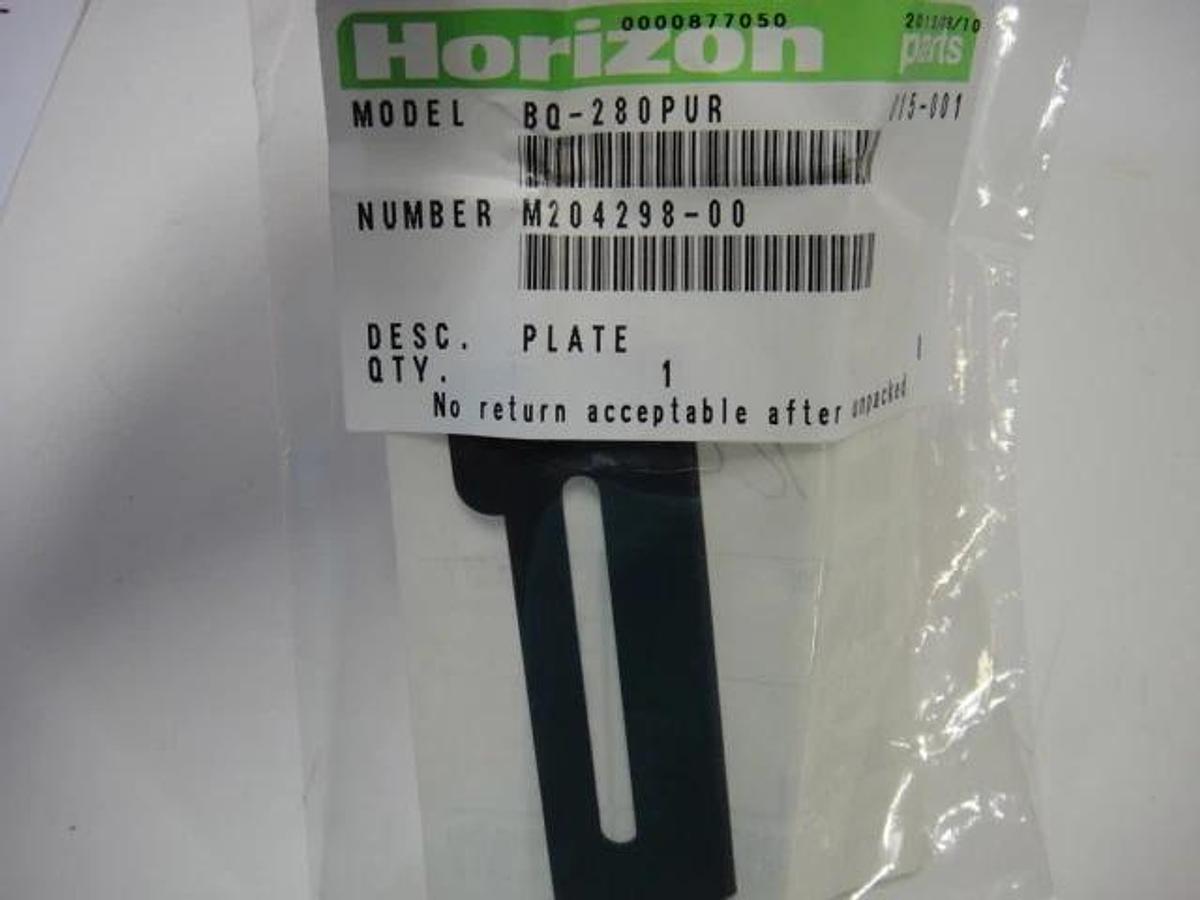 0000877050
Horizon parts
MODEL BQ-280PUR
NUMBER M204298-00
DESC. PLATE
QTY. 1
No return acceptable after unpacked